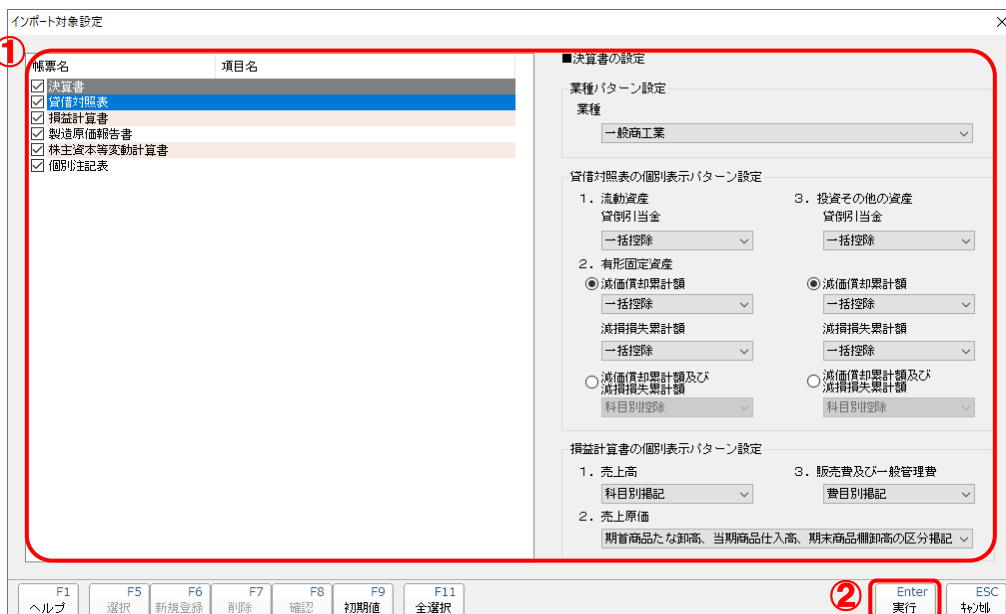 インポート対象設定
①
帳票名 項目名
決算書
貸借対照表
損益計算書
製造原価報告書
株主資本等変動計算書
個別注記表
■決算書の設定
業種パターン設定
業種
一般商工業
貸借対照表の個別表示パターン設定
1. 流動資産
貸倒引当金
一括控除
2. 有形固定資産
減価償却累計額
一括控除
減損損失累計額
一括控除
減価償却累計額及び
減損損失累計額
科目別控除
3. 投資その他の資産
貸倒引当金
一括控除
減価償却累計額
一括控除
減損損失累計額
一括控除
減価償却累計額及び
減損損失累計額
科目別控除
損益計算書の個別表示パターン設定
1. 売上高
科目別掲記
3. 販売費及び一般管理費
費目別掲記
2. 売上原価
期首商品たな卸高、当期商品仕入高、期末商品棚卸高の区分掲記
②
F1 F5 F6 F7 F8 F9 F11 Enter ESC
ヘルプ 選択 新規登録 削除 確認 初期値 全選択 実行 キャンセル